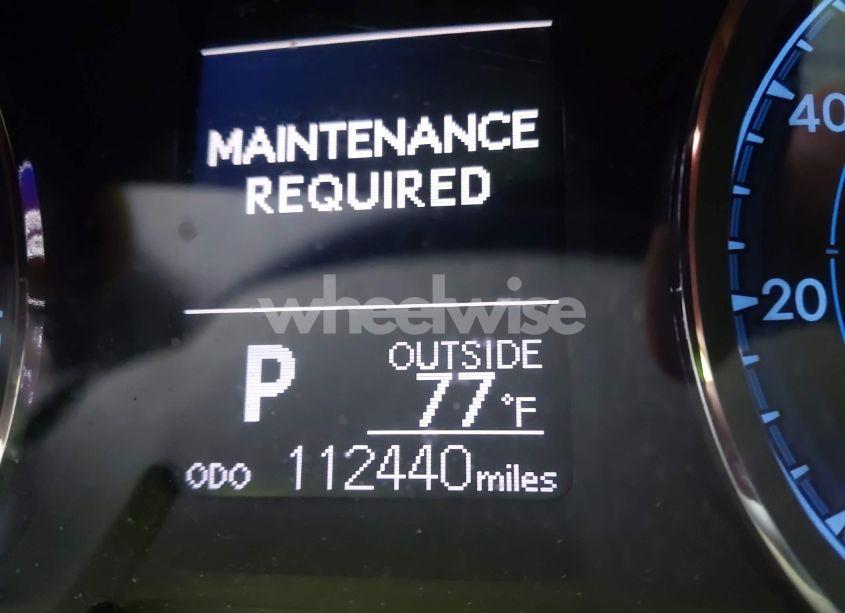 MAINTENANCE
REQUIRED
40
20
wheelwise
P
OUTSIDE
77°F
ODO 112440 miles